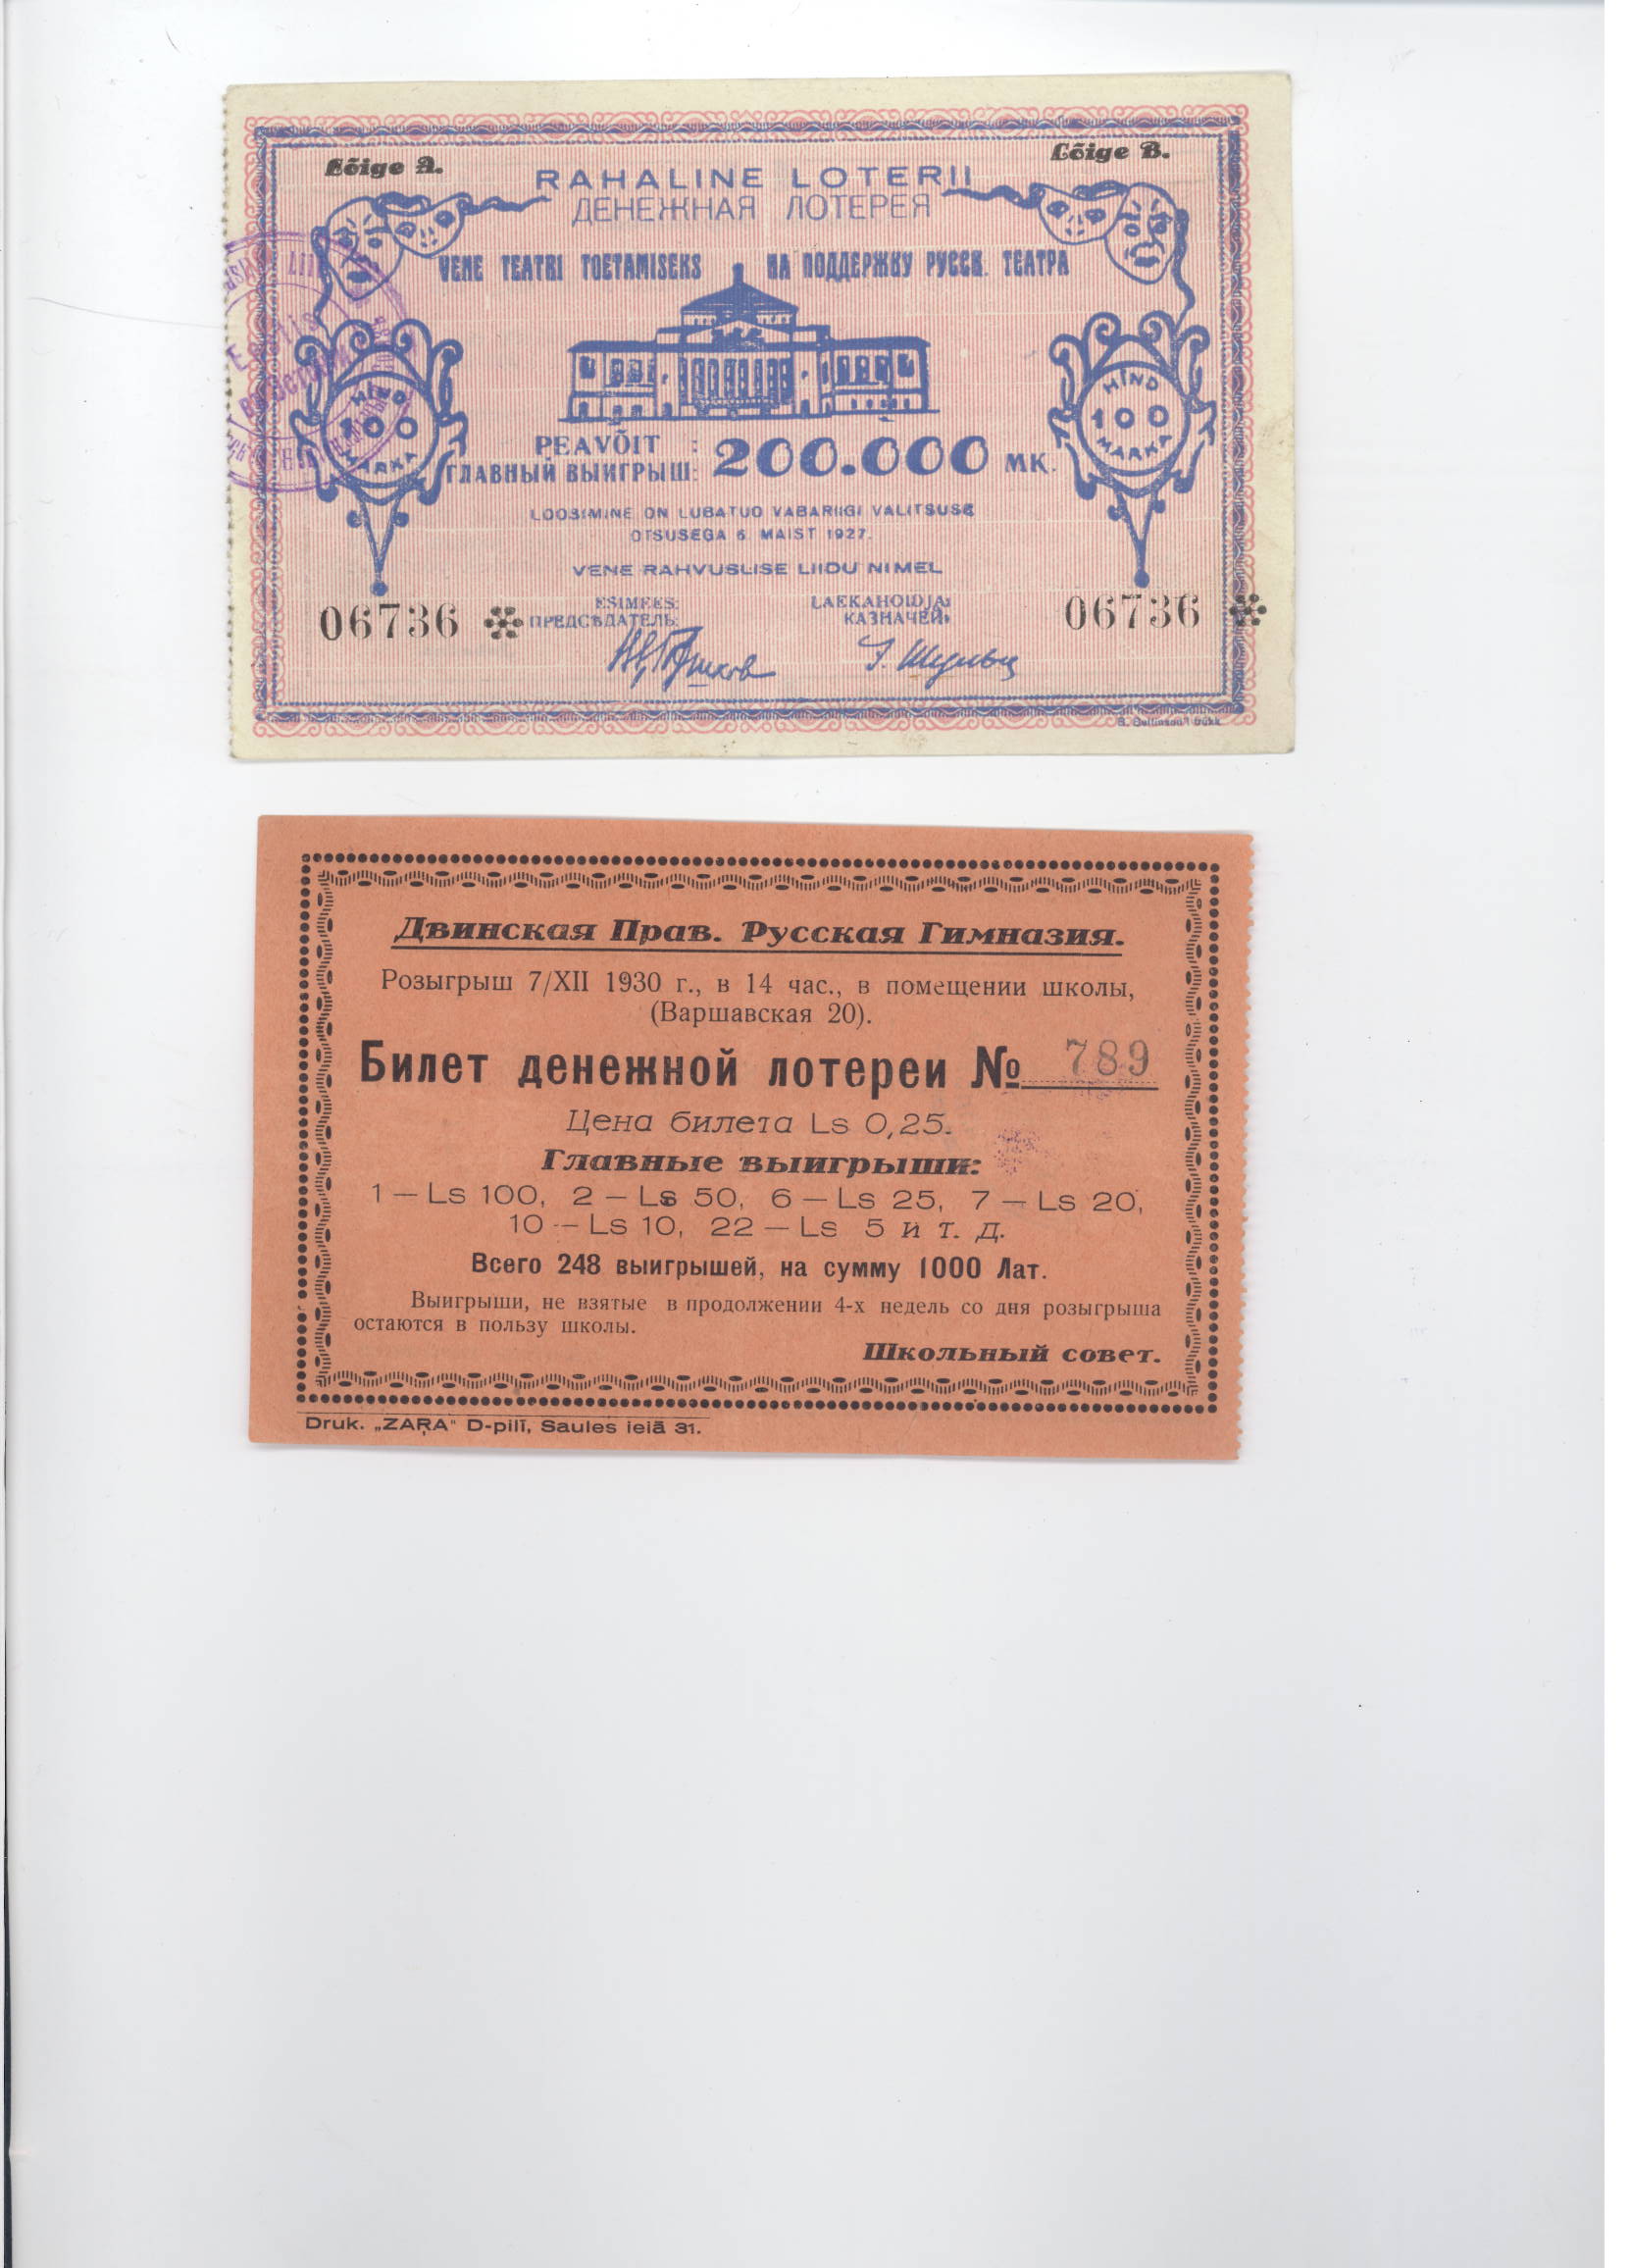 Lõige A.
Lõige B.
RAHALINE LOTERII
ДЕНЕЖНАЯ ЛОТЕРЕЯ
VENE TEATRI TOETAMISEKS НА ПОДДЕРЖКУ РУССК. ТЕАТРА
HIND
100
MARKA
HIND
100
MARKA
PEAVÕIT :
ГЛАВНЫЙ ВЫИГРЫШ: 200.000 МК.
LOOSIMINE ON LUBATUD VABARIIGI VALITSUSE
OTSUSEGA 6. MAIST 1927.
VENE RAHVUSLISE LIIDU NIMEL
ESIMEES: LAEKAHOIDJA:
ПРЕДСѢДАТЕЛЬ: КАЗНАЧЕЙ:
06736
06736
trükk
Двинская Прав. Русская Гимназия.
Розыгрыш 7/XII 1930 г., в 14 час., в помещении школы,
(Варшавская 20).
Билет денежной лотереи № 789
Цена билета Ls 0,25.
Главные выигрыши:
1 — Ls 100, 2 — Ls 50, 6 — Ls 25, 7 — Ls 20,
10 — Ls 10, 22 — Ls 5 и т. д.
Всего 248 выигрышей, на сумму 1000 Лат.
Выигрыши, не взятые в продолжении 4-х недель со дня розыгрыша
остаются в пользу школы.
Школьный совет.
Druk. „ZAŖA" D-pilī, Saules ielā 31.